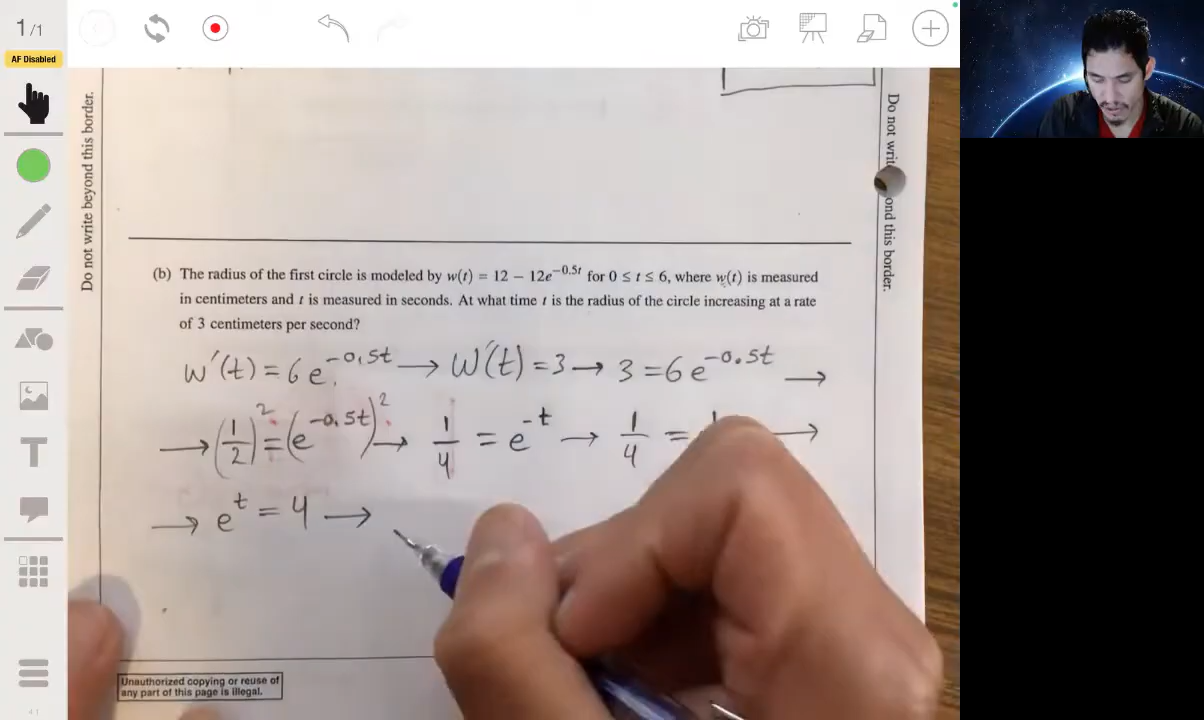 1/1
AF Disabled
T
Do not write beyond this border.
Do not write beyond this border.
(b) The radius of the first circle is modeled by w(t) = 12 − 12e^{−0.5t} for 0 ≤ t ≤ 6, where w(t) is measured
in centimeters and t is measured in seconds. At what time t is the radius of the circle increasing at a rate
of 3 centimeters per second?
w'(t) = 6e^{-0.5t} → w'(t) = 3 → 3 = 6e^{-0.5t} →
→ (1/2)^2 = (e^{-0.5t})^2 → 1/4 = e^{-t} → 1/4 = →
→ e^t = 4 →
Unauthorized copying or reuse of
any part of this page is illegal.